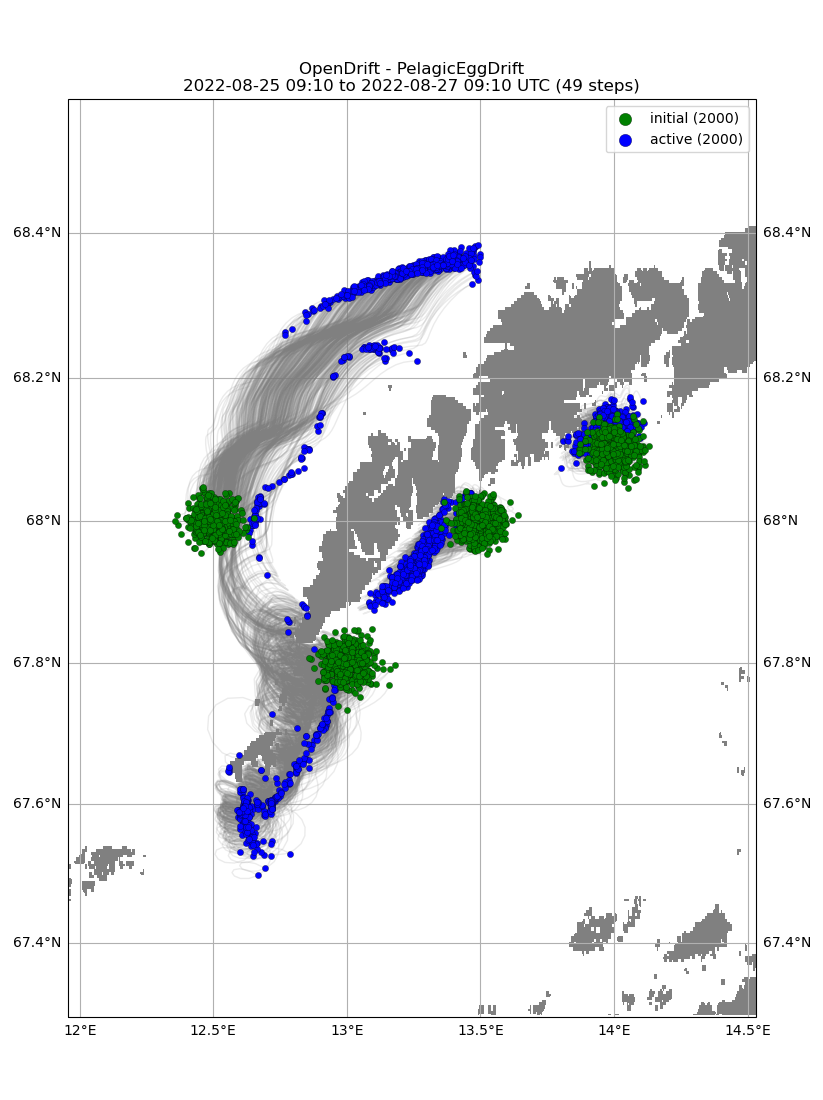 OpenDrift - PelagicEggDrift
2022-08-25 09:10 to 2022-08-27 09:10 UTC (49 steps)
initial (2000)
active (2000)
68.4°N 68.4°N
68.2°N 68.2°N
68°N 68°N
67.8°N 67.8°N
67.6°N 67.6°N
67.4°N 67.4°N
12°E 12.5°E 13°E 13.5°E 14°E 14.5°E